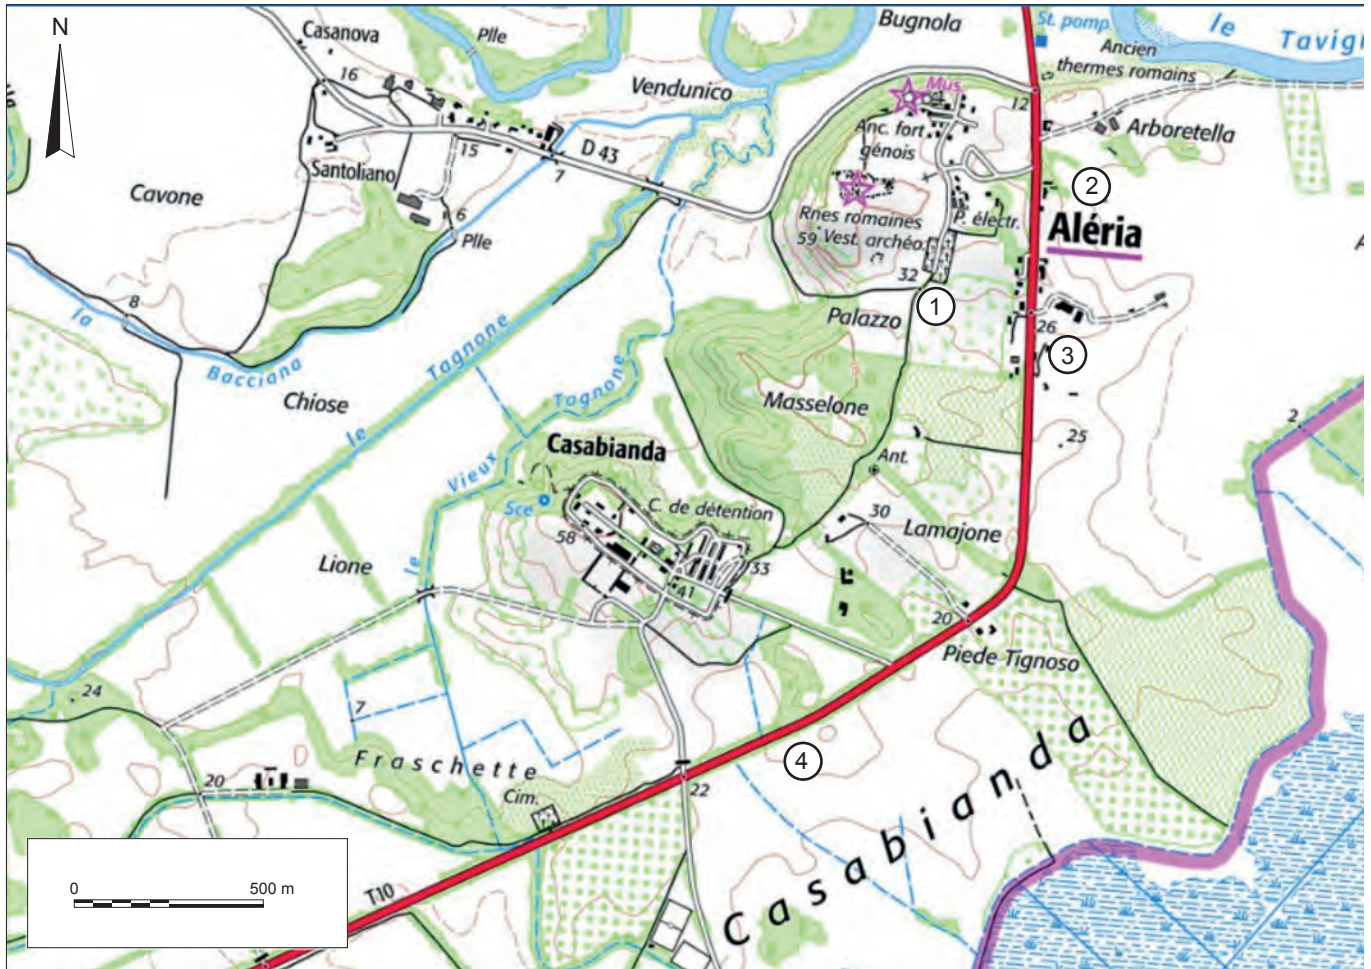 N
Casanova
16
Plle
Bugnola
St. pomp.
le Tavig
Ancien
thermes romains
Vendunico
Mus.
12
Anc. fort
génois
Arboretella
15
D 43
7
Santoliano
Cavone
6
Plle
2
P. électr.
Rnes romaines
59 Vest. archéo.
Aléria
32
1
Palazzo
26
3
8
la Bacciana
le Tagnone
Chiose
Masselone
2
25
le Vieux Tagnone
Casabianda
Ant.
Sce
C. de détention
30
Lamajone
58
33
Lione
41
20
Piede Tignoso
24
7
Fraschette
4
20
22
Cim.
Casabianda
T10
0
500 m